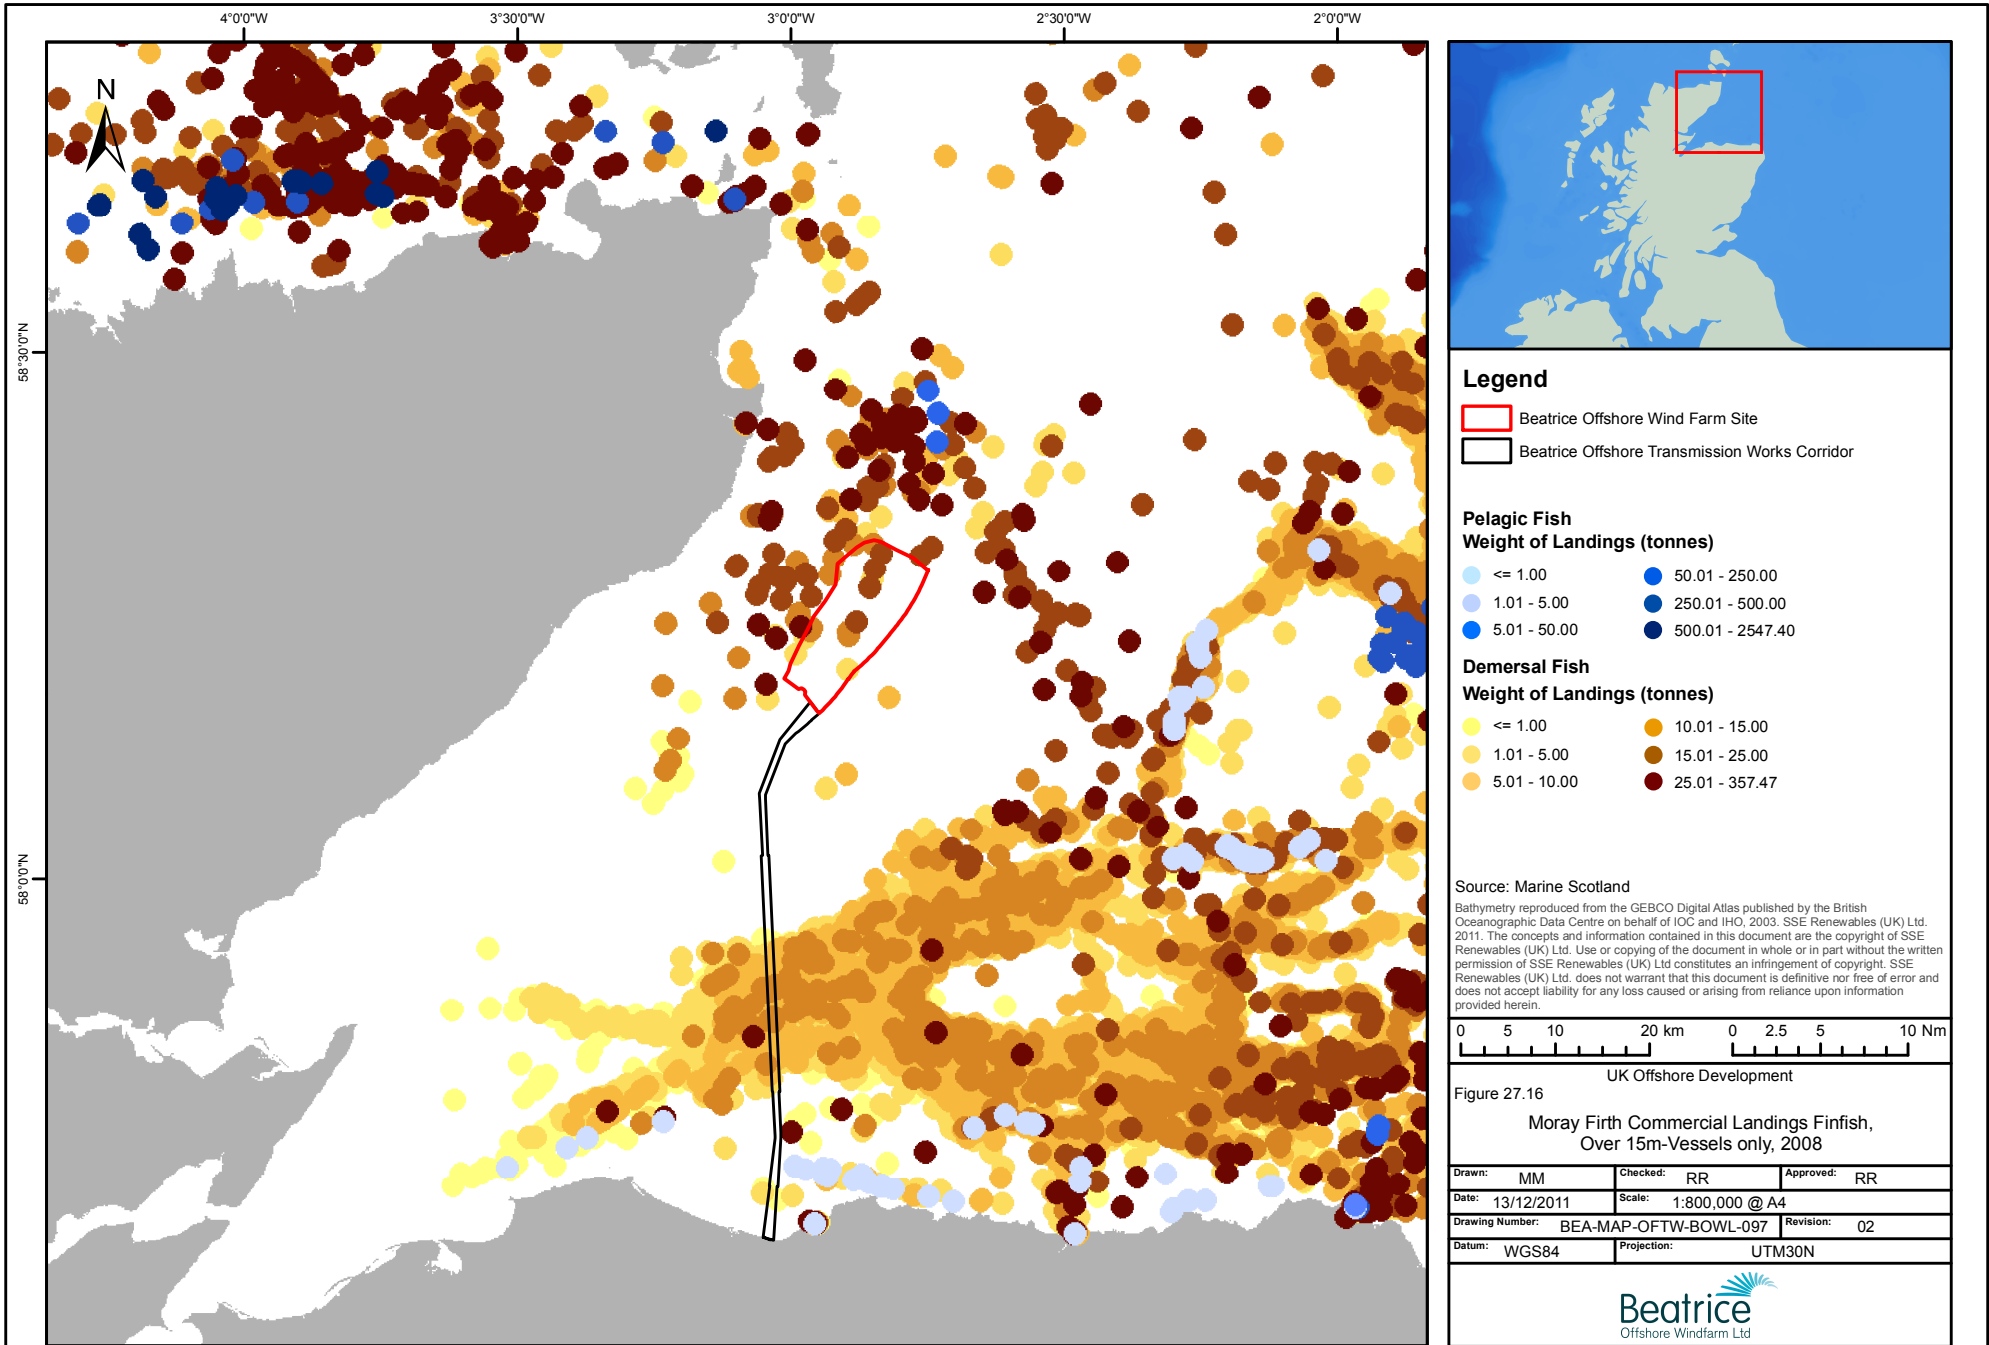 4°0'0"W
3°30'0"W
3°0'0"W
2°30'0"W
2°0'0"W
N
58°30'0"N
58°0'0"N
Legend
Beatrice Offshore Wind Farm Site
Beatrice Offshore Transmission Works Corridor
Pelagic Fish
Weight of Landings (tonnes)
<= 1.00
1.01 - 5.00
5.01 - 50.00
50.01 - 250.00
250.01 - 500.00
500.01 - 2547.40
Demersal Fish
Weight of Landings (tonnes)
<= 1.00
1.01 - 5.00
5.01 - 10.00
10.01 - 15.00
15.01 - 25.00
25.01 - 357.47
Source: Marine Scotland
Bathymetry reproduced from the GEBCO Digital Atlas published by the British
Oceanographic Data Centre on behalf of IOC and IHO, 2003. SSE Renewables (UK) Ltd.
2011. The concepts and information contained in this document are the copyright of SSE
Renewables (UK) Ltd. Use or copying of the document in whole or in part without the written
permission of SSE Renewables (UK) Ltd constitutes an infringement of copyright. SSE
Renewables (UK) Ltd. does not warrant that this document is definitive nor free of error and
does not accept liability for any loss caused or arising from reliance upon information
provided herein.
0 5 10 20 km
0 2.5 5 10 Nm
UK Offshore Development
Figure 27.16
Moray Firth Commercial Landings Finfish,
Over 15m-Vessels only, 2008
Drawn: MM Checked: RR Approved: RR
Date: 13/12/2011 Scale: 1:800,000 @ A4
Drawing Number: BEA-MAP-OFTW-BOWL-097 Revision: 02
Datum: WGS84 Projection: UTM30N
Beatrice
Offshore Windfarm Ltd